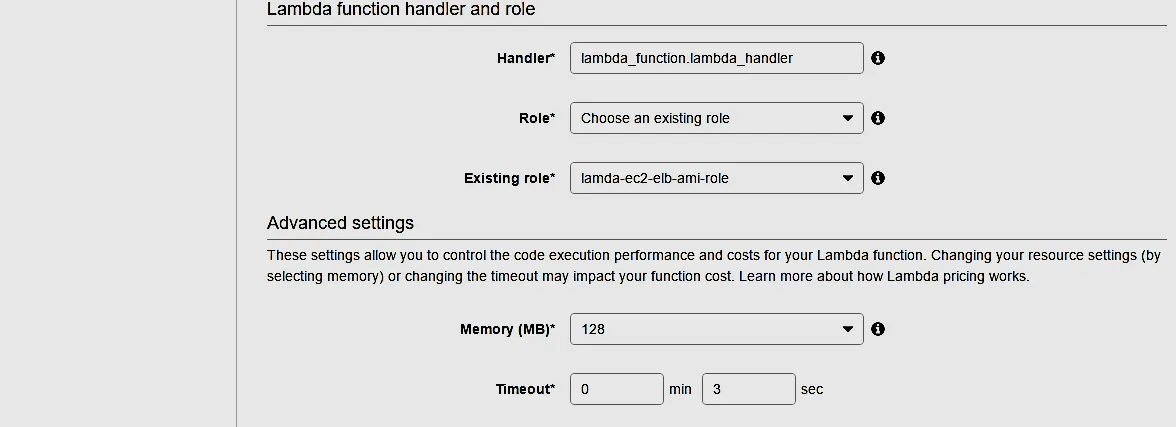 Lambda function handler and role
Handler* lambda_function.lambda_handler
Role* Choose an existing role
Existing role* lamda-ec2-elb-ami-role
Advanced settings
These settings allow you to control the code execution performance and costs for your Lambda function. Changing your resource settings (by
selecting memory) or changing the timeout may impact your function cost. Learn more about how Lambda pricing works.
Memory (MB)* 128
Timeout* 0 min 3 sec